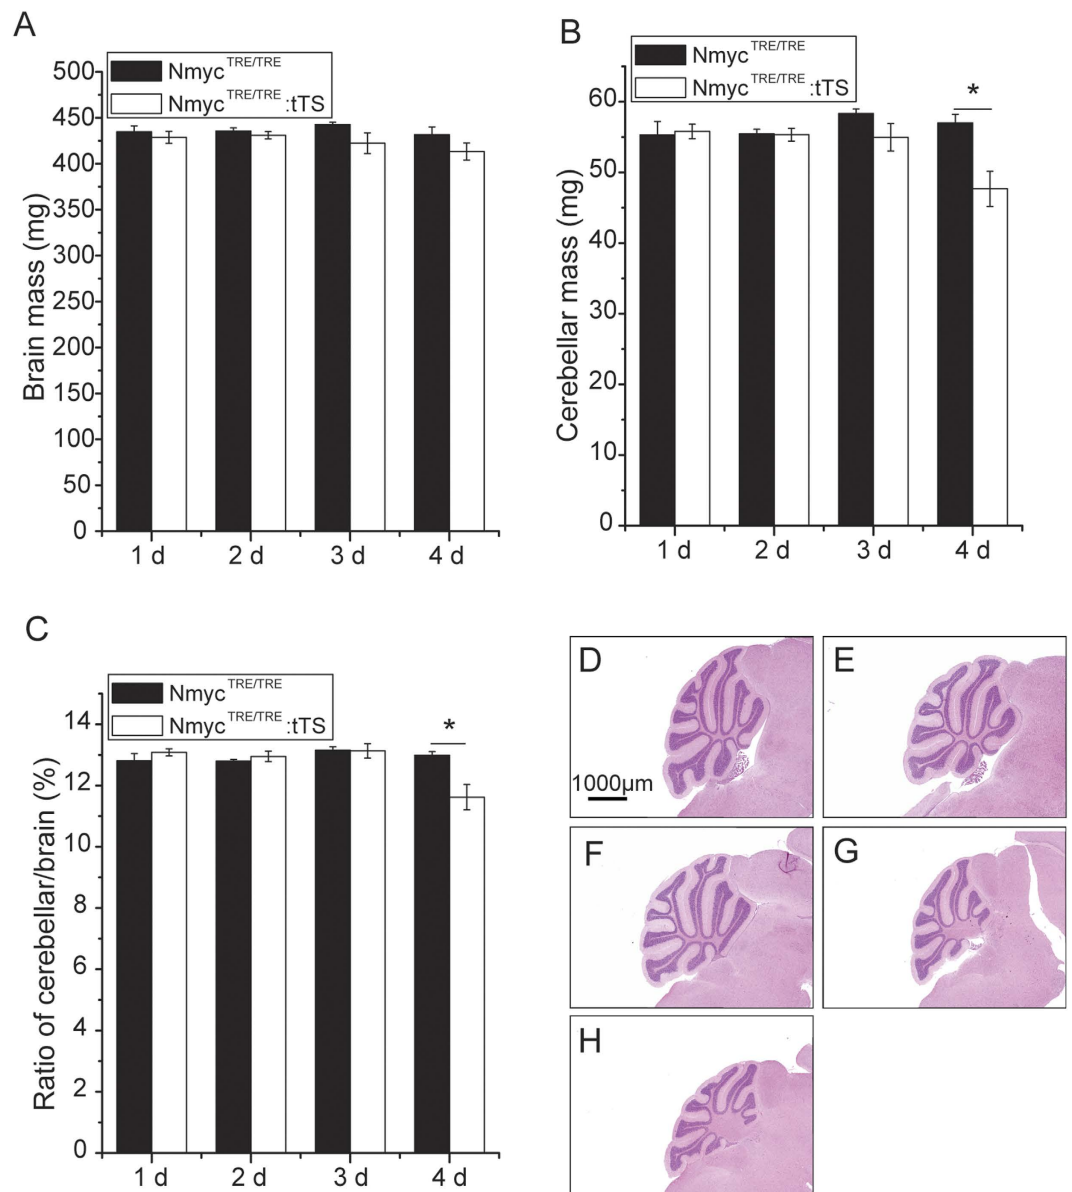 A
Nmyc TRE/TRE
Nmyc TRE/TRE :tTS
Brain mass (mg)
500
450
400
350
300
250
200
150
100
50
0
1 d 2 d 3 d 4 d
B
Nmyc TRE/TRE
Nmyc TRE/TRE :tTS
*
Cerebellar mass (mg)
60
50
40
30
20
10
0
1 d 2 d 3 d 4 d
C
Nmyc TRE/TRE
Nmyc TRE/TRE :tTS
*
Ratio of cerebellar/brain (%)
14
12
10
8
6
4
2
0
1 d 2 d 3 d 4 d
D
1000μm
E
F
G
H